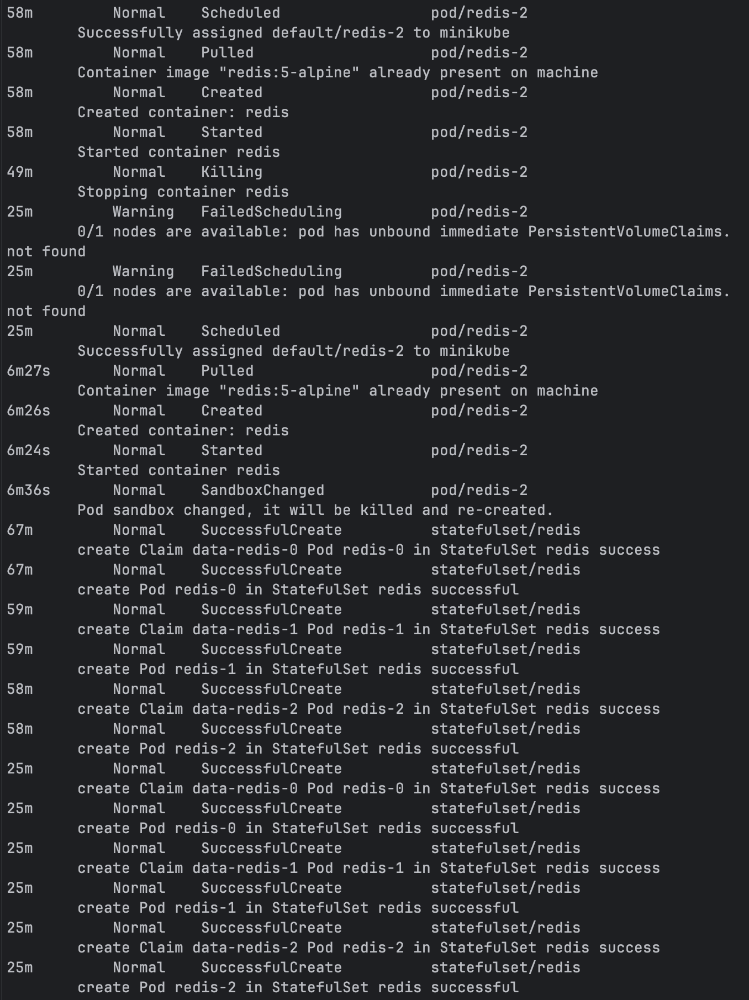 58m         Normal    Scheduled                 pod/redis-2
        Successfully assigned default/redis-2 to minikube
58m         Normal    Pulled                    pod/redis-2
        Container image "redis:5-alpine" already present on machine
58m         Normal    Created                   pod/redis-2
        Created container: redis
58m         Normal    Started                   pod/redis-2
        Started container redis
49m         Normal    Killing                   pod/redis-2
        Stopping container redis
25m         Warning   FailedScheduling          pod/redis-2
        0/1 nodes are available: pod has unbound immediate PersistentVolumeClaims.
not found
25m         Warning   FailedScheduling          pod/redis-2
        0/1 nodes are available: pod has unbound immediate PersistentVolumeClaims.
not found
25m         Normal    Scheduled                 pod/redis-2
        Successfully assigned default/redis-2 to minikube
6m27s       Normal    Pulled                    pod/redis-2
        Container image "redis:5-alpine" already present on machine
6m26s       Normal    Created                   pod/redis-2
        Created container: redis
6m24s       Normal    Started                   pod/redis-2
        Started container redis
6m36s       Normal    SandboxChanged            pod/redis-2
        Pod sandbox changed, it will be killed and re-created.
67m         Normal    SuccessfulCreate          statefulset/redis
        create Claim data-redis-0 Pod redis-0 in StatefulSet redis success
67m         Normal    SuccessfulCreate          statefulset/redis
        create Pod redis-0 in StatefulSet redis successful
59m         Normal    SuccessfulCreate          statefulset/redis
        create Claim data-redis-1 Pod redis-1 in StatefulSet redis success
59m         Normal    SuccessfulCreate          statefulset/redis
        create Pod redis-1 in StatefulSet redis successful
58m         Normal    SuccessfulCreate          statefulset/redis
        create Claim data-redis-2 Pod redis-2 in StatefulSet redis success
58m         Normal    SuccessfulCreate          statefulset/redis
        create Pod redis-2 in StatefulSet redis successful
25m         Normal    SuccessfulCreate          statefulset/redis
        create Claim data-redis-0 Pod redis-0 in StatefulSet redis success
25m         Normal    SuccessfulCreate          statefulset/redis
        create Pod redis-0 in StatefulSet redis successful
25m         Normal    SuccessfulCreate          statefulset/redis
        create Claim data-redis-1 Pod redis-1 in StatefulSet redis success
25m         Normal    SuccessfulCreate          statefulset/redis
        create Pod redis-1 in StatefulSet redis successful
25m         Normal    SuccessfulCreate          statefulset/redis
        create Claim data-redis-2 Pod redis-2 in StatefulSet redis success
25m         Normal    SuccessfulCreate          statefulset/redis
        create Pod redis-2 in StatefulSet redis successful